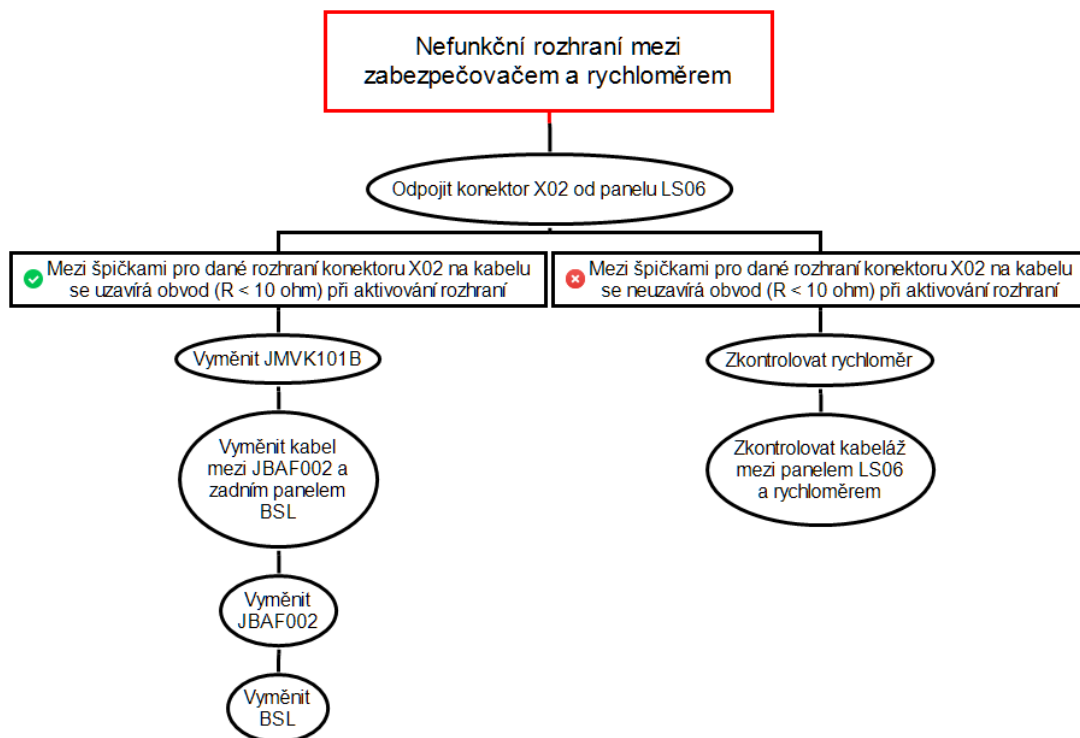 Nefunkční rozhraní mezi
zabezpečovačem a rychloměrem
Odpojit konektor X02 od panelu LS06
Mezi špičkami pro dané rozhraní konektoru X02 na kabelu
se uzavírá obvod (R < 10 ohm) při aktivování rozhraní
Mezi špičkami pro dané rozhraní konektoru X02 na kabelu
se neuzavírá obvod (R < 10 ohm) při aktivování rozhraní
Vyměnit JMVK101B
Zkontrolovat rychloměr
Vyměnit kabel
mezi JBAF002 a
zadním panelem
BSL
Zkontrolovat kabeláž
mezi panelem LS06
a rychloměrem
Vyměnit
JBAF002
Vyměnit
BSL